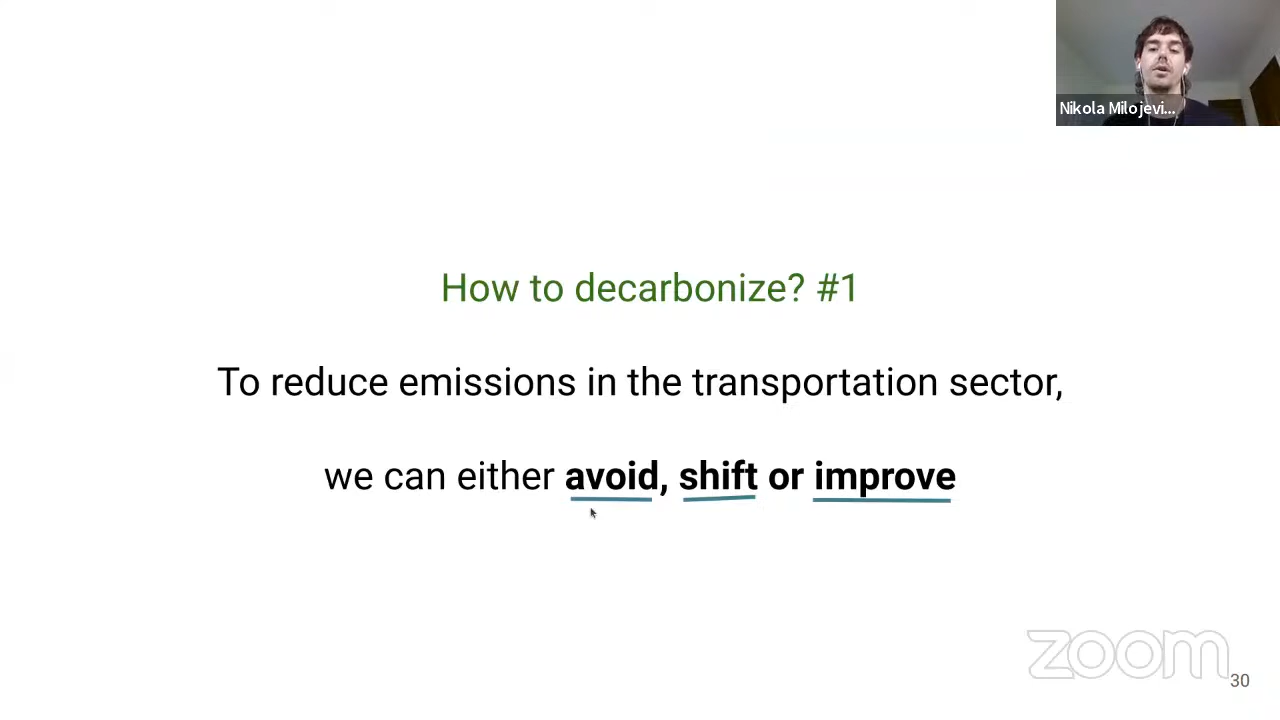 Nikola Milojevi...
How to decarbonize? #1
To reduce emissions in the transportation sector,
we can either avoid, shift or improve
zoom
30